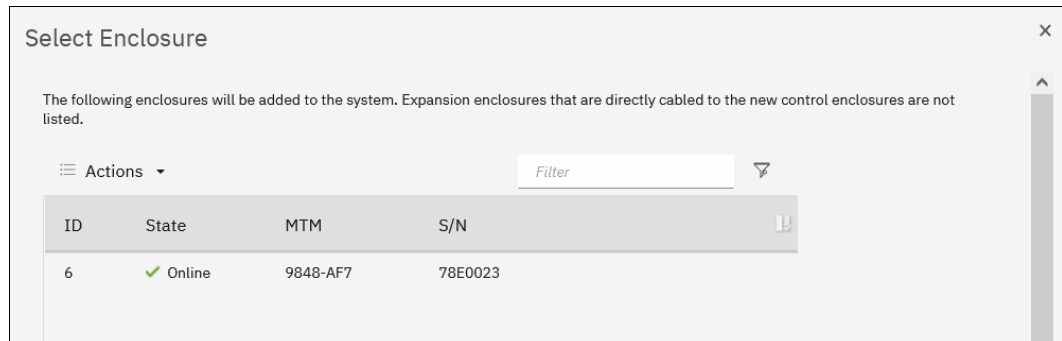 Select Enclosure
The following enclosures will be added to the system. Expansion enclosures that are directly cabled to the new control enclosures are not
listed.
Actions
Filter
ID State MTM S/N
6 Online 9848-AF7 78E0023